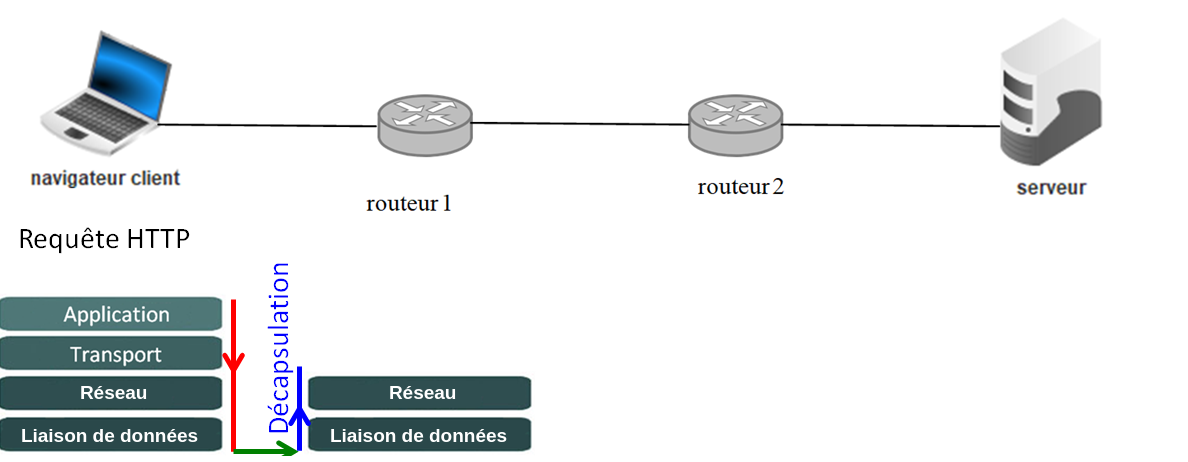 navigateur client
routeur 1
routeur 2
serveur
Requête HTTP
Décapsulation
Application
Transport
Réseau
Liaison de données
Réseau
Liaison de données